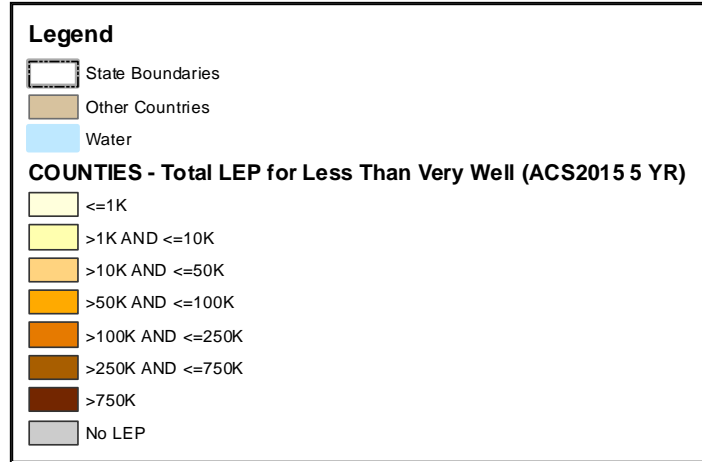 Legend
State Boundaries
Other Countries
Water
COUNTIES - Total LEP for Less Than Very Well (ACS2015 5 YR)
<=1K
>1K AND <=10K
>10K AND <=50K
>50K AND <=100K
>100K AND <=250K
>250K AND <=750K
>750K
No LEP